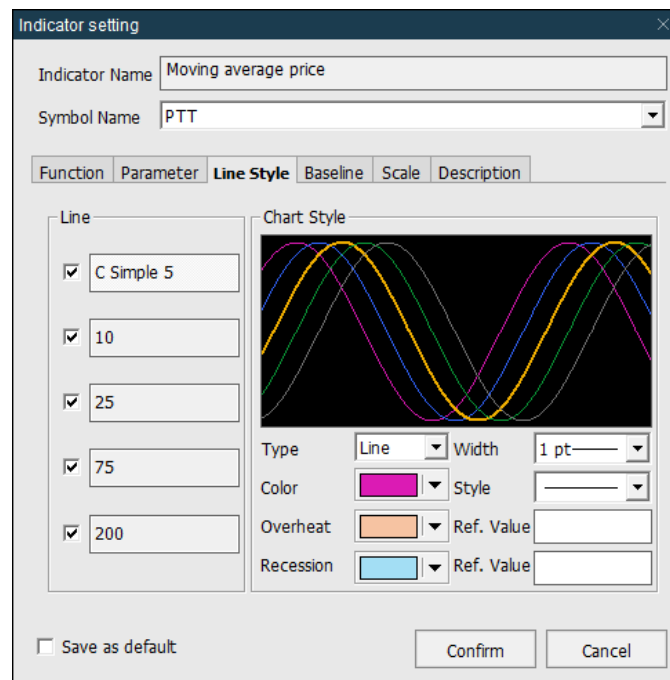 Indicator setting
Indicator Name Moving average price
Symbol Name PTT
Function Parameter Line Style Baseline Scale Description
Line
C Simple 5
10
25
75
200
Chart Style
Type Line Width 1 pt
Color Style
Overheat Ref. Value
Recession Ref. Value
Save as default Confirm Cancel